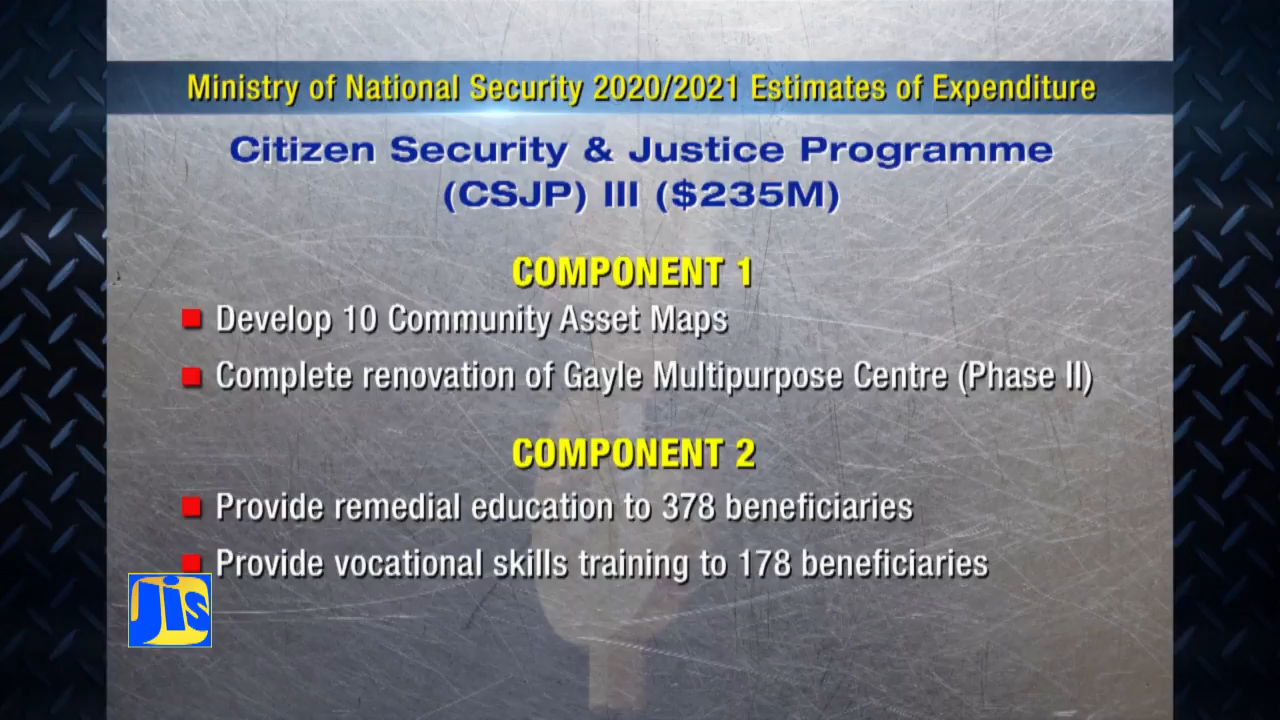 Ministry of National Security 2020/2021 Estimates of Expenditure
Citizen Security & Justice Programme
(CSJP) III ($235M)
COMPONENT 1
Develop 10 Community Asset Maps
Complete renovation of Gayle Multipurpose Centre (Phase II)
COMPONENT 2
Provide remedial education to 378 beneficiaries
Provide vocational skills training to 178 beneficiaries
jis